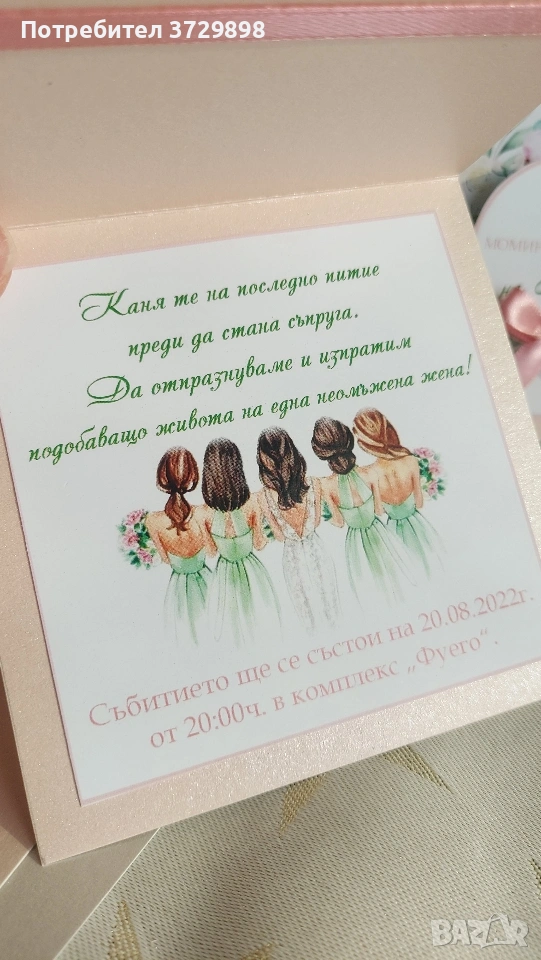 Потребител 3729898
Каня те на последно питие
преди да стана съпруга.
Да отпразнуваме и изпратим
подобаващо живота на една неомъжена жена!
Събитието ще се състои на 20.08.2022г.
от 20:00ч. в комплекс „Фуего“.
BAZAR